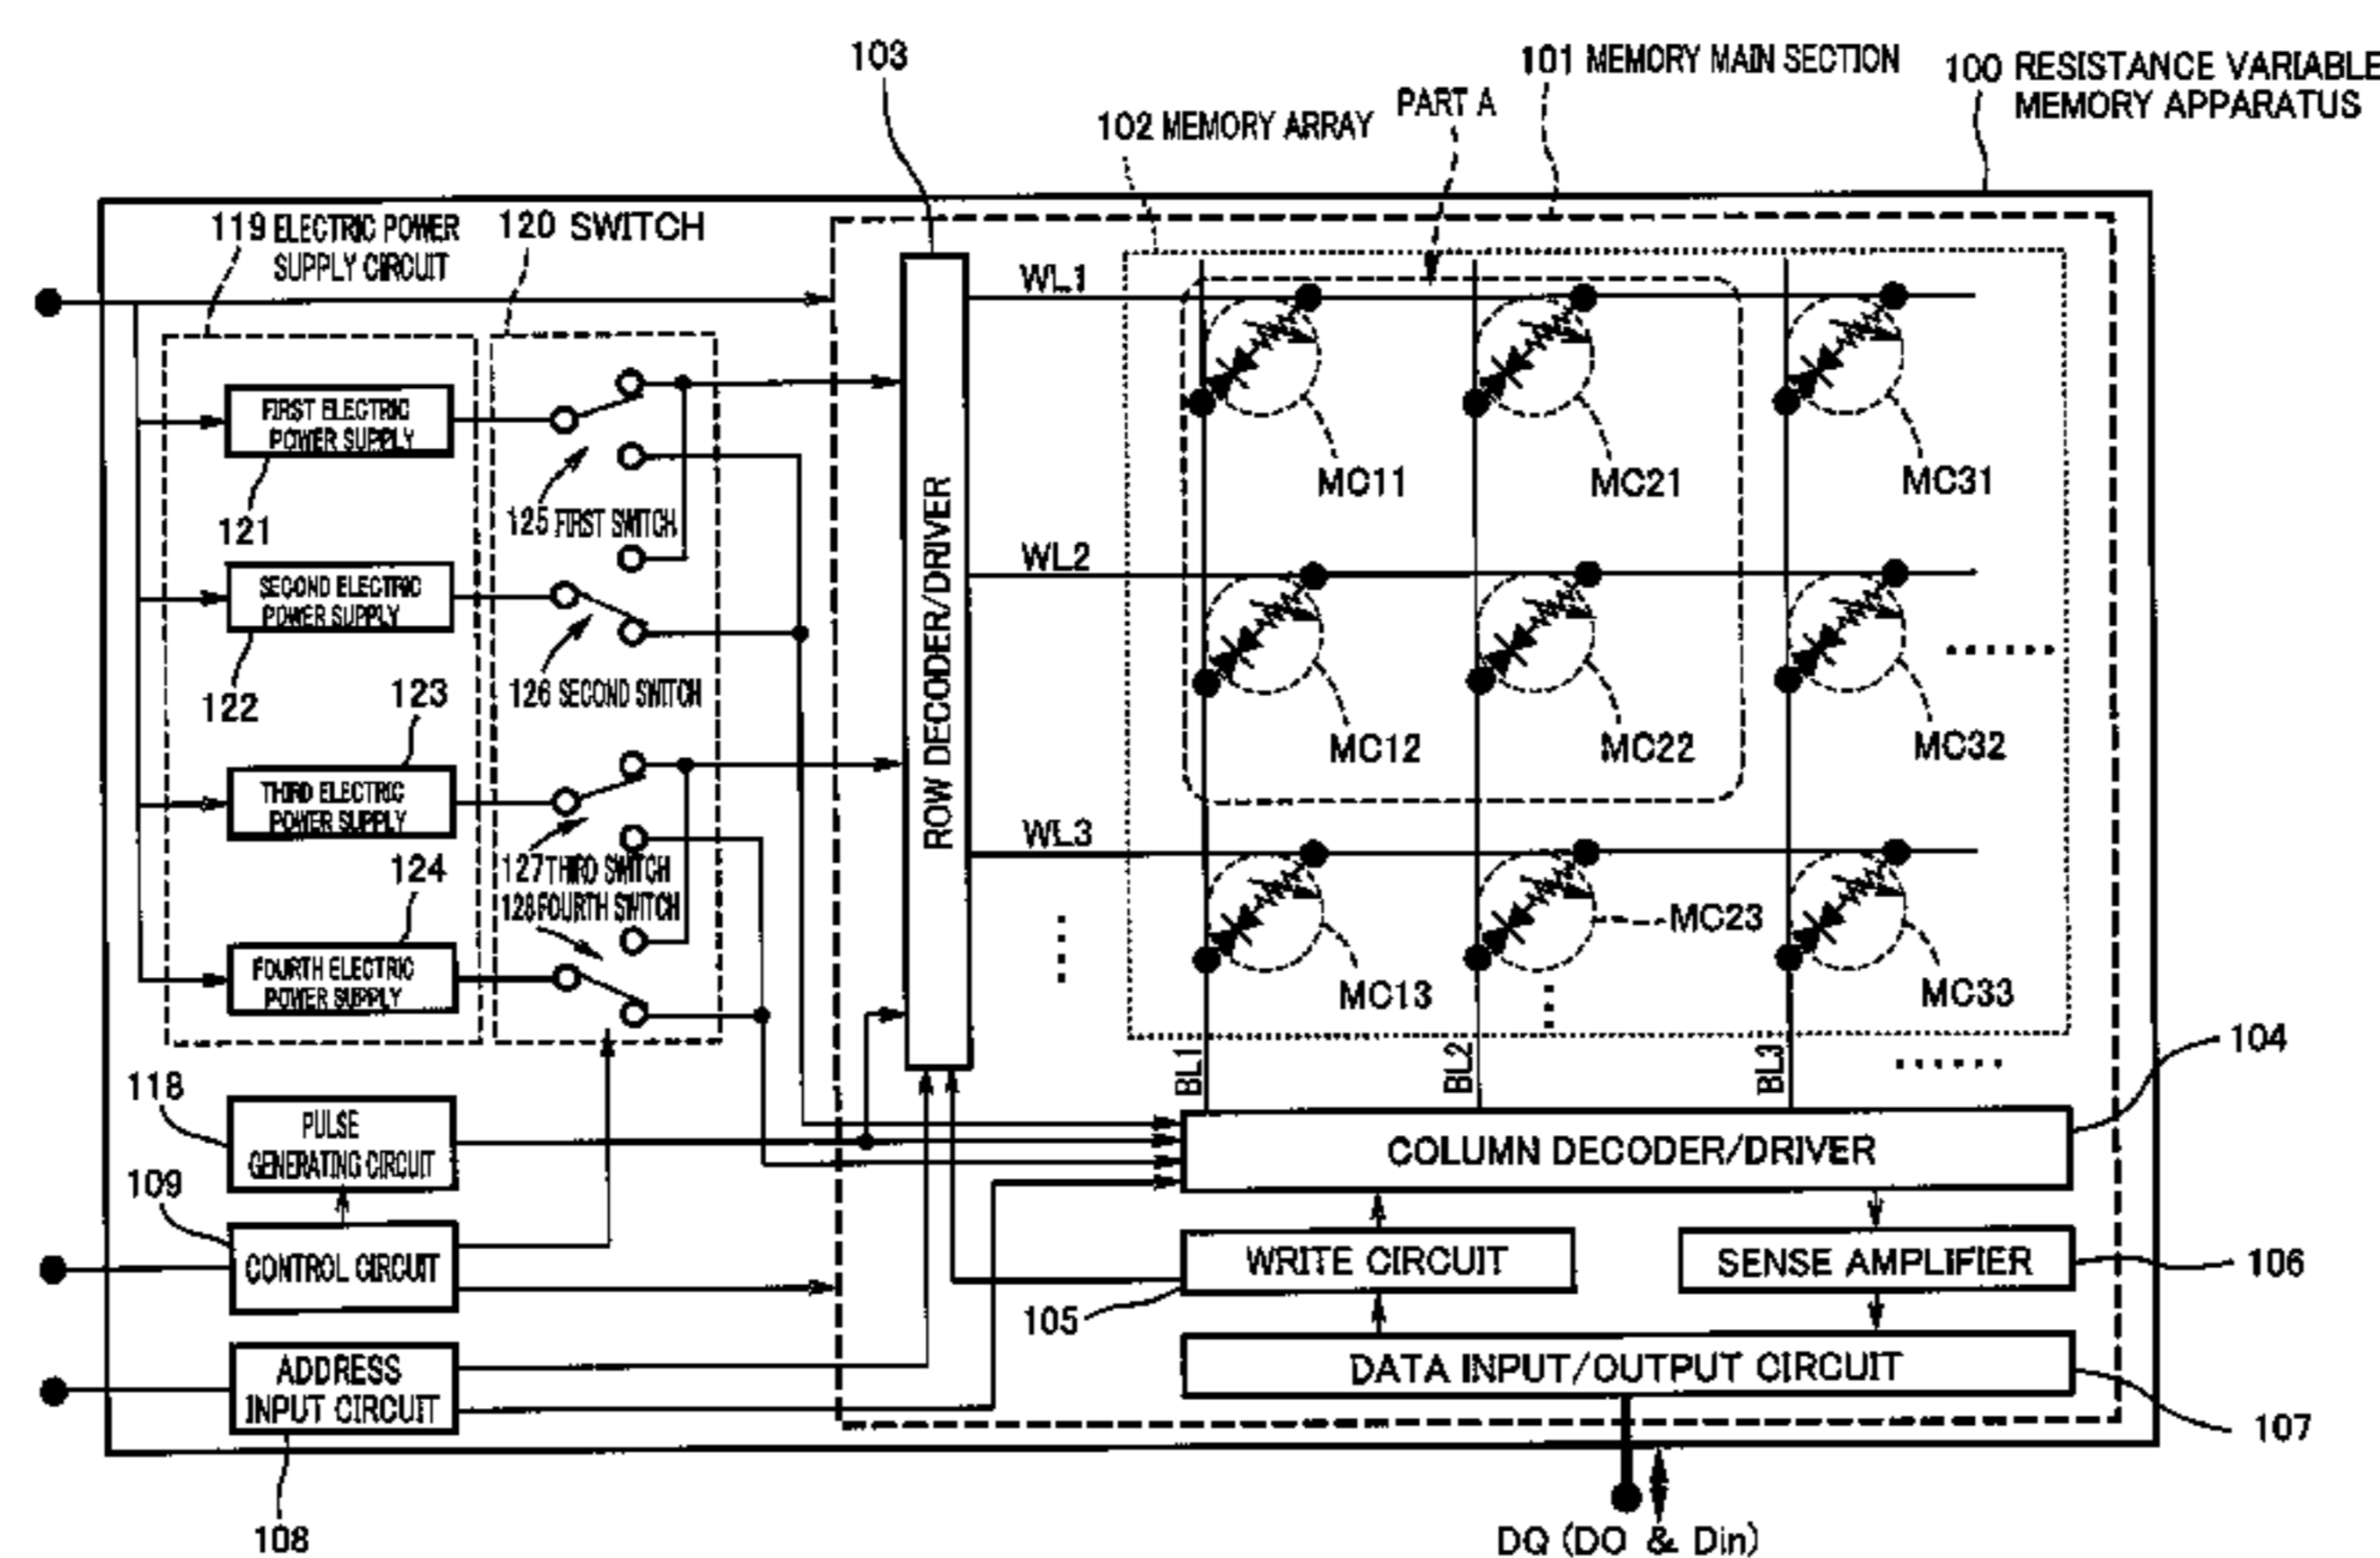 103
101 MEMORY MAIN SECTION
100 RESISTANCE VARIABLE
MEMORY APPARATUS
PART A
102 MEMORY ARRAY
119 ELECTRIC POWER
SUPPLY CIRCUIT
120 SWITCH
WL1
FIRST ELECTRIC
POWER SUPPLY
121
125 FIRST SWITCH
MC11
MC21
MC31
ROW DECODER/DRIVER
WL2
SECOND ELECTRIC
POWER SUPPLY
122
126 SECOND SWITCH
123
MC12
MC22
MC32
THIRD ELECTRIC
POWER SUPPLY
WL3
127 THIRD SWITCH
124
128 FOURTH SWITCH
MC23
FOURTH ELECTRIC
POWER SUPPLY
MC13
MC33
BL1
BL2
BL3
104
118
PULSE
GENERATING CIRCUIT
COLUMN DECODER/DRIVER
109
CONTROL CIRCUIT
WRITE CIRCUIT
SENSE AMPLIFIER
106
105
ADDRESS
INPUT CIRCUIT
DATA INPUT/OUTPUT CIRCUIT
107
108
DQ (DO & Din)